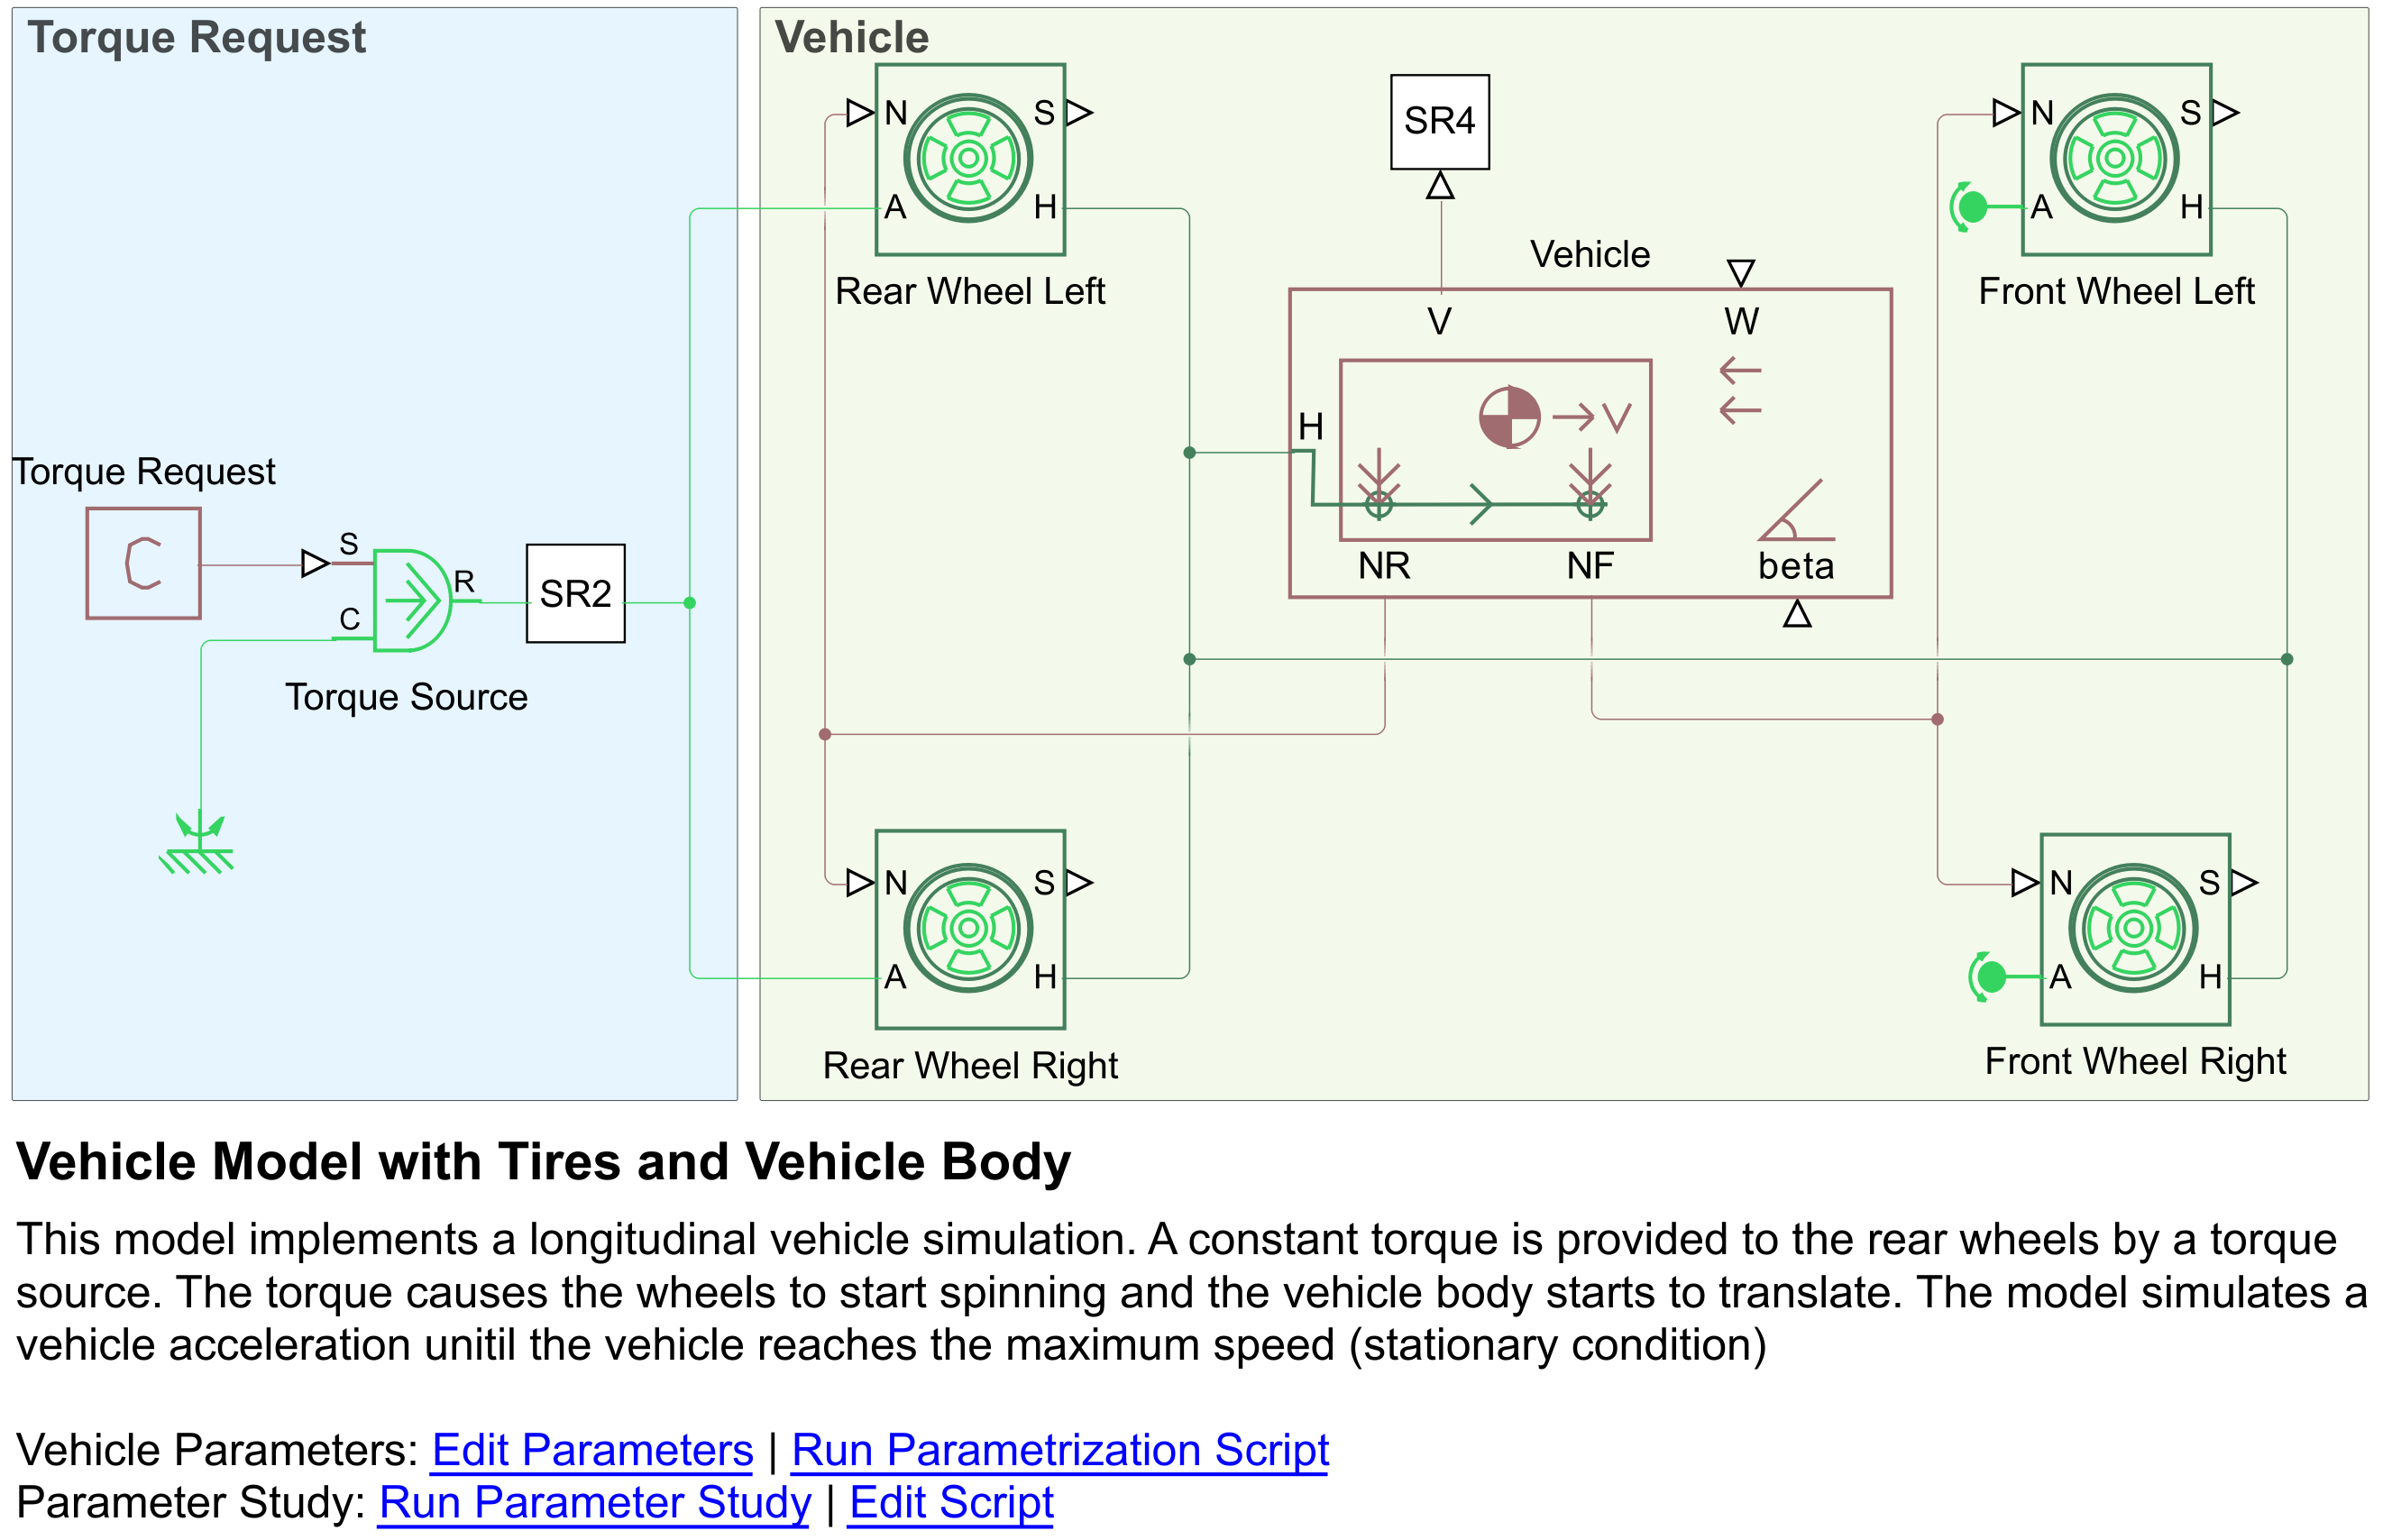 Torque Request
Vehicle
N
S
A
H
Rear Wheel Left
SR4
N
S
A
H
Front Wheel Left
Vehicle
V
W
H
NR
NF
beta
Torque Request
C
S
C
R
SR2
Torque Source
N
S
A
H
Rear Wheel Right
N
S
A
H
Front Wheel Right
Vehicle Model with Tires and Vehicle Body
This model implements a longitudinal vehicle simulation. A constant torque is provided to the rear wheels by a torque
source. The torque causes the wheels to start spinning and the vehicle body starts to translate. The model simulates a
vehicle acceleration unitil the vehicle reaches the maximum speed (stationary condition)
Vehicle Parameters: Edit Parameters | Run Parametrization Script
Parameter Study: Run Parameter Study | Edit Script